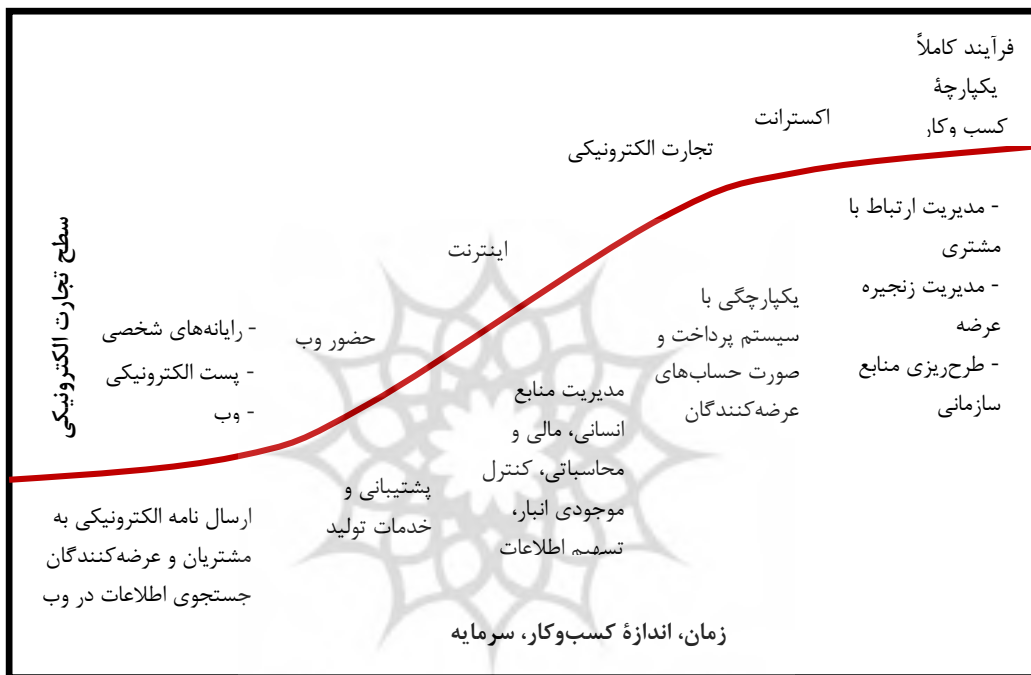 فرآیند کاملاً
یکپارچهٔ
کسب وکار
اکسترانت
تجارت الکترونیکی
اینترنت
حضور وب
- رایانه‌های شخصی
- پست الکترونیکی
- وب
سطح تجارت الکترونیکی
- مدیریت ارتباط با
مشتری
- مدیریت زنجیره
عرضه
- طرح‌ریزی منابع
سازمانی
یکپارچگی با
سیستم پرداخت و
صورت حساب‌های
عرضه‌کنندگان
مدیریت منابع
انسانی، مالی و
محاسباتی، کنترل
موجودی انبار،
تسهیم اطلاعات
پشتیبانی و
خدمات تولید
ارسال نامه الکترونیکی به
مشتریان و عرضه‌کنندگان
جستجوی اطلاعات در وب
زمان، اندازهٔ کسب‌وکار، سرمایه